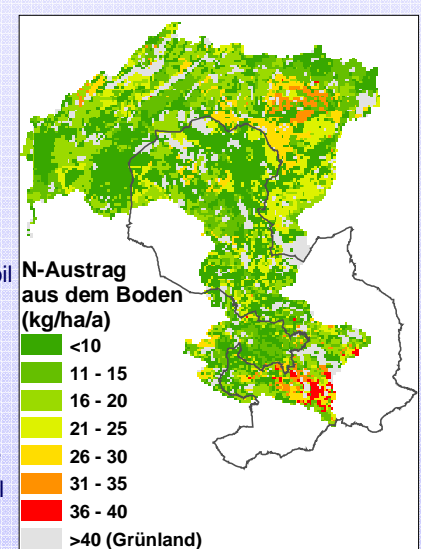 N-Austrag
aus dem Boden
(kg/ha/a)
<10
11 - 15
16 - 20
21 - 25
26 - 30
31 - 35
36 - 40
>40 (Grünland)